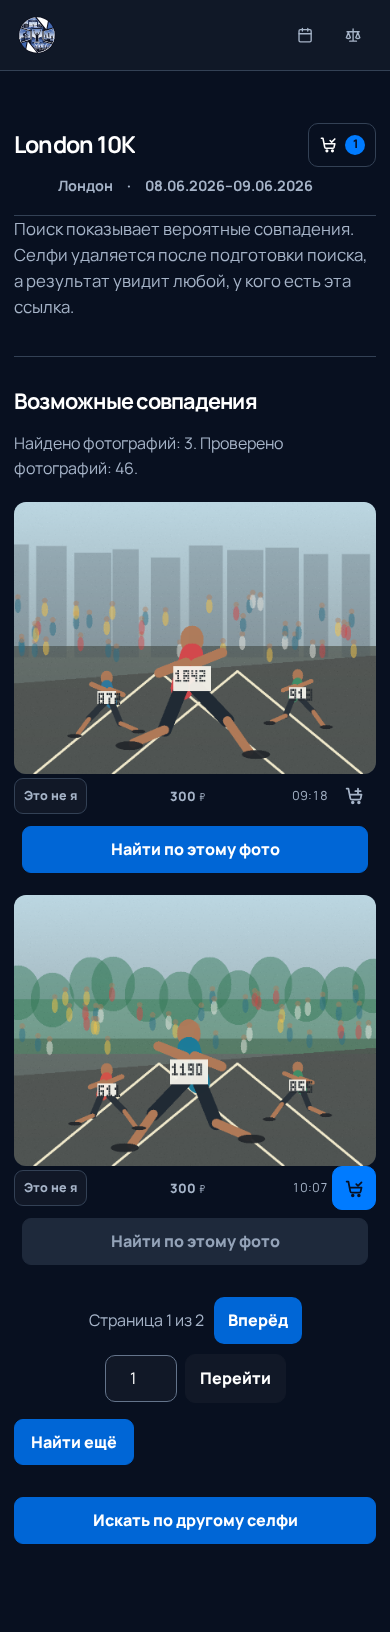 London 10K
1
Лондон · 08.06.2026–09.06.2026
Поиск показывает вероятные совпадения.
Селфи удаляется после подготовки поиска,
а результат увидит любой, у кого есть эта
ссылка.
Возможные совпадения
Найдено фотографий: 3. Проверено
фотографий: 46.
1842
Это не я
300 ₽
09:18
Найти по этому фото
1190
Это не я
300 ₽
10:07
Найти по этому фото
Страница 1 из 2
Вперёд
1
Перейти
Найти ещё
Искать по другому селфи